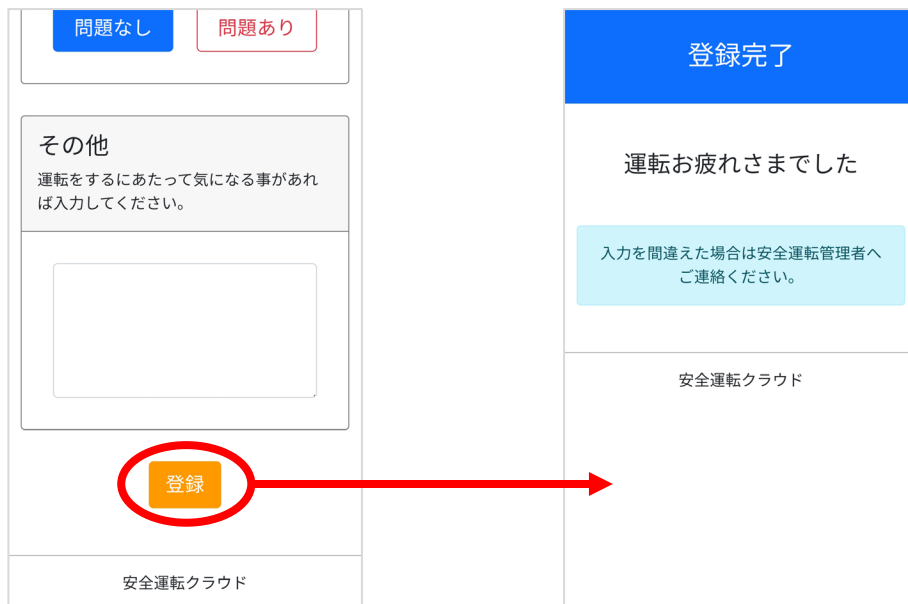 問題なし 問題あり
その他
運転をするにあたって気になる事があれ
ば入力してください。
登録
安全運転クラウド
登録完了
運転お疲れさまでした
入力を間違えた場合は安全運転管理者へ
ご連絡ください。
安全運転クラウド